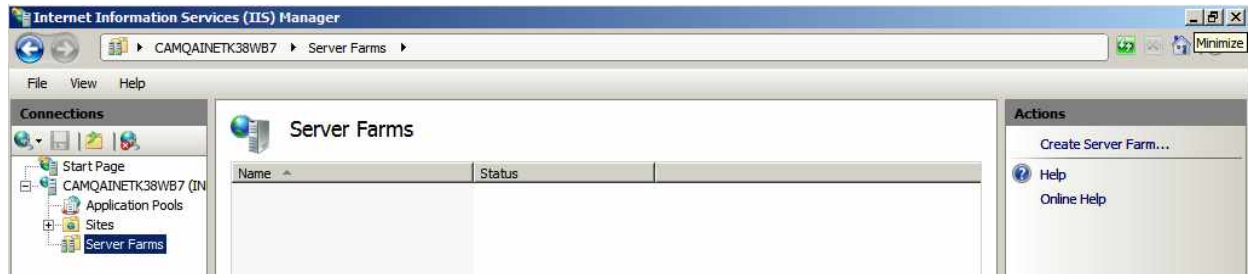 Internet Information Services (IIS) Manager
CAMQAINETK38WB7 Server Farms
Minimize
File View Help
Connections
Start Page
CAMQAINETK38WB7 (IN
Application Pools
Sites
Server Farms
Server Farms
Name Status
Actions
Create Server Farm...
Help
Online Help